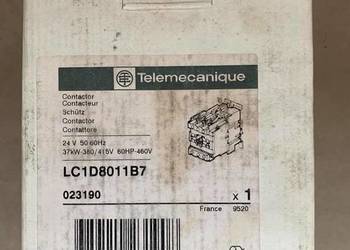 Telemecanique
Contactor
Contacteur
Schütz
Contactor
Contattore
24 V 50 60Hz
37kW-380/415V 60HP-460V
LC1D8011B7
023190
x 1
France 9520